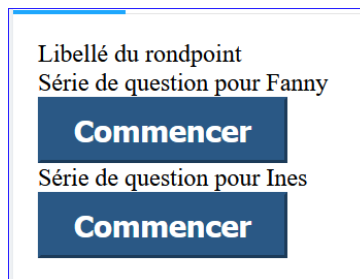 Libellé du rondpoint
Série de question pour Fanny
Commencer
Série de question pour Ines
Commencer